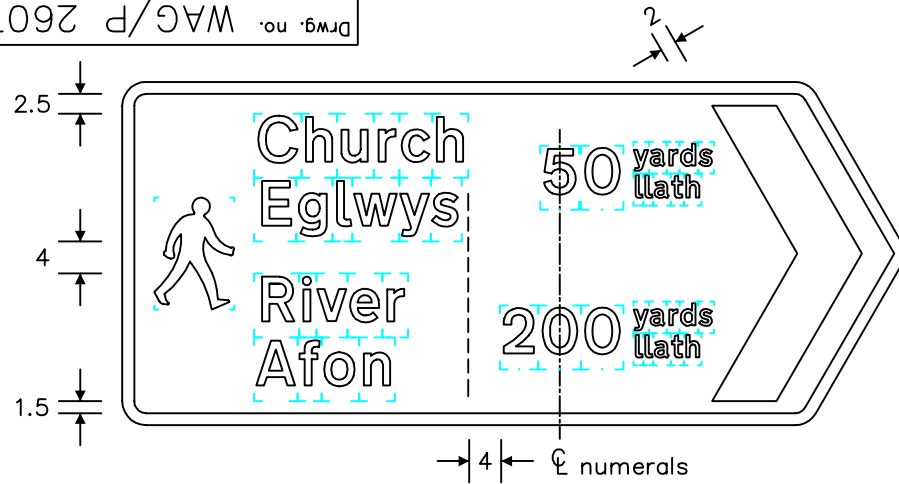 Drwg. no. WAG/P 260
2
2.5
Church
Eglwys
50 yards
llath
4
River
Afon
200 yards
llath
1.5
4
℄ numerals